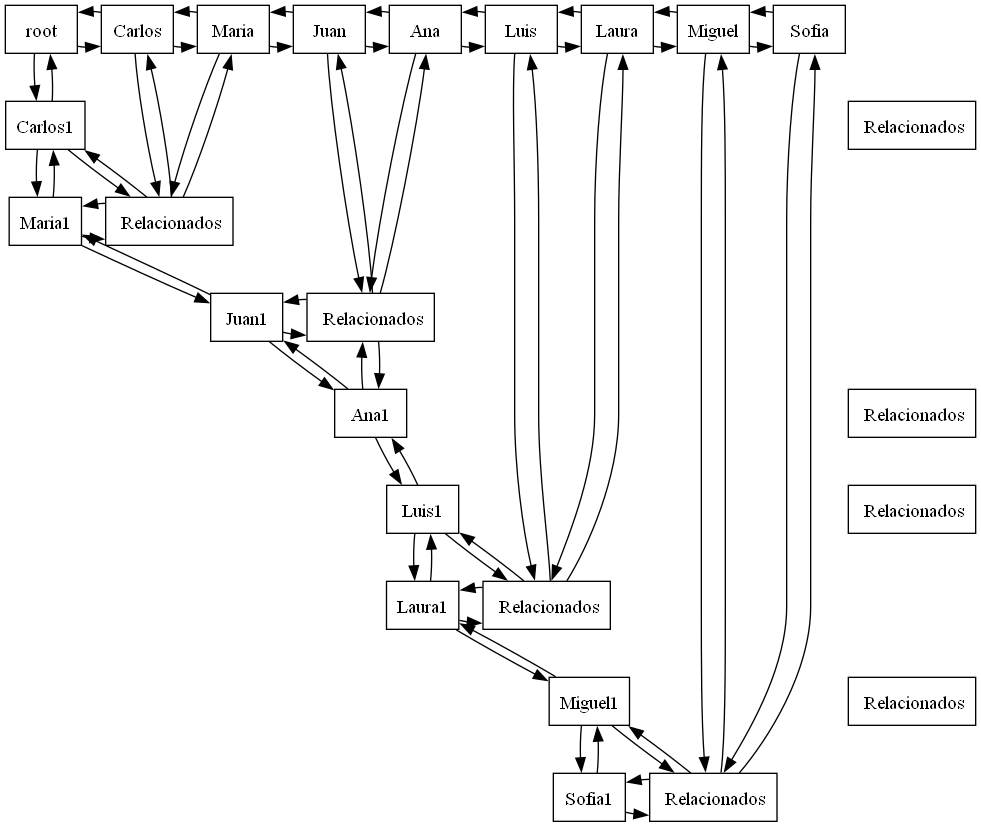 root
Carlos
Maria
Juan
Ana
Luis
Laura
Miguel
Sofia
Carlos1
Relacionados
Maria1
Relacionados
Juan1
Relacionados
Ana1
Relacionados
Luis1
Relacionados
Laura1
Relacionados
Miguel1
Relacionados
Sofia1
Relacionados